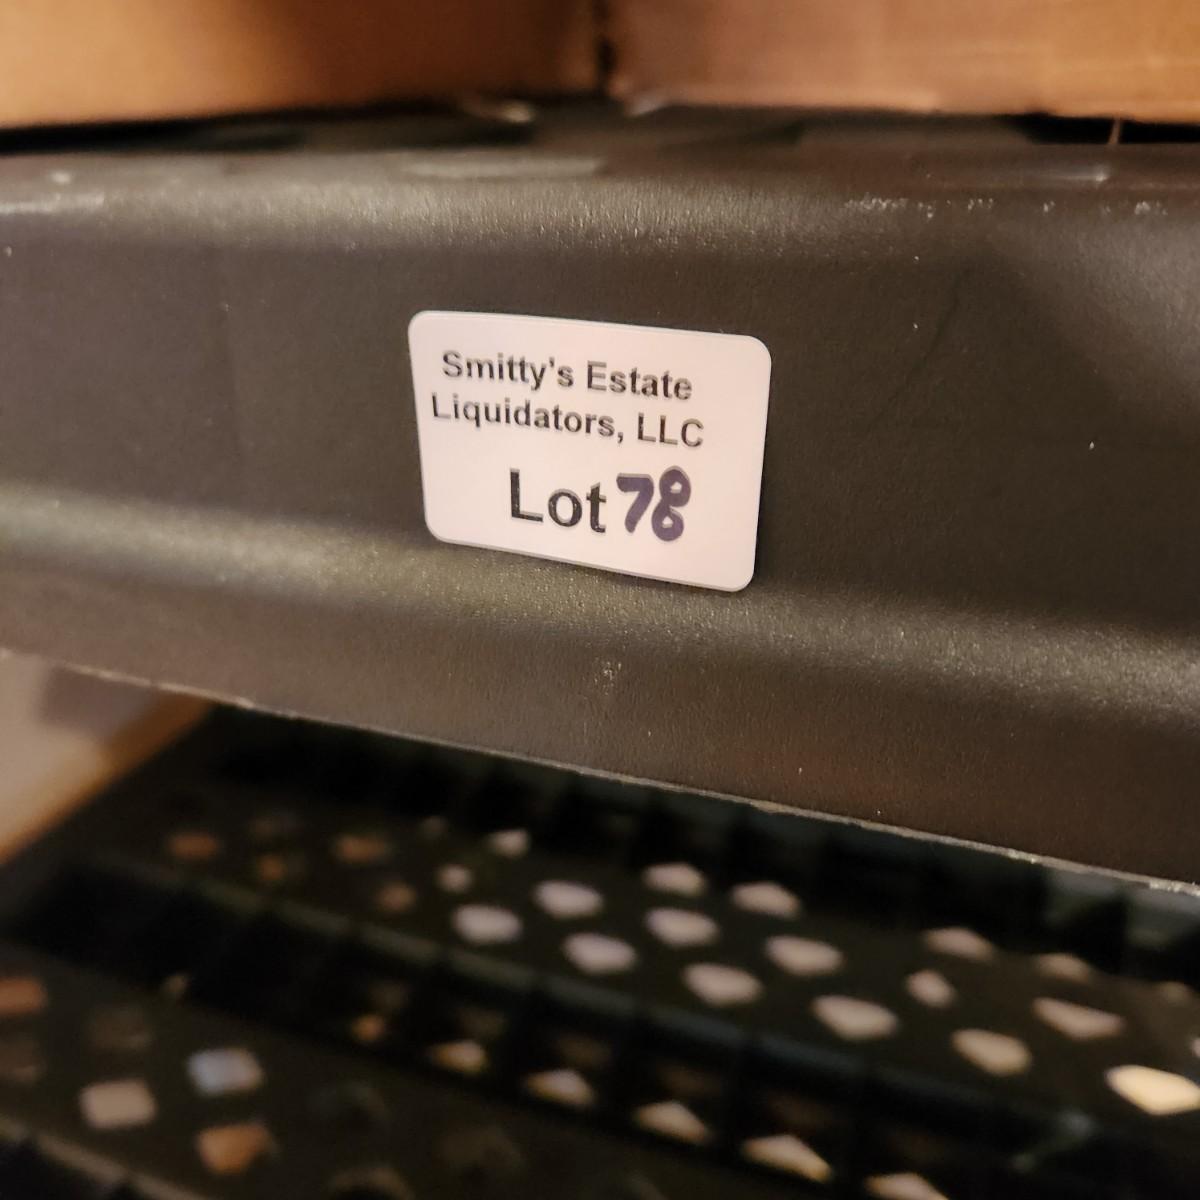 Smitty's Estate
Liquidators, LLC
Lot 78